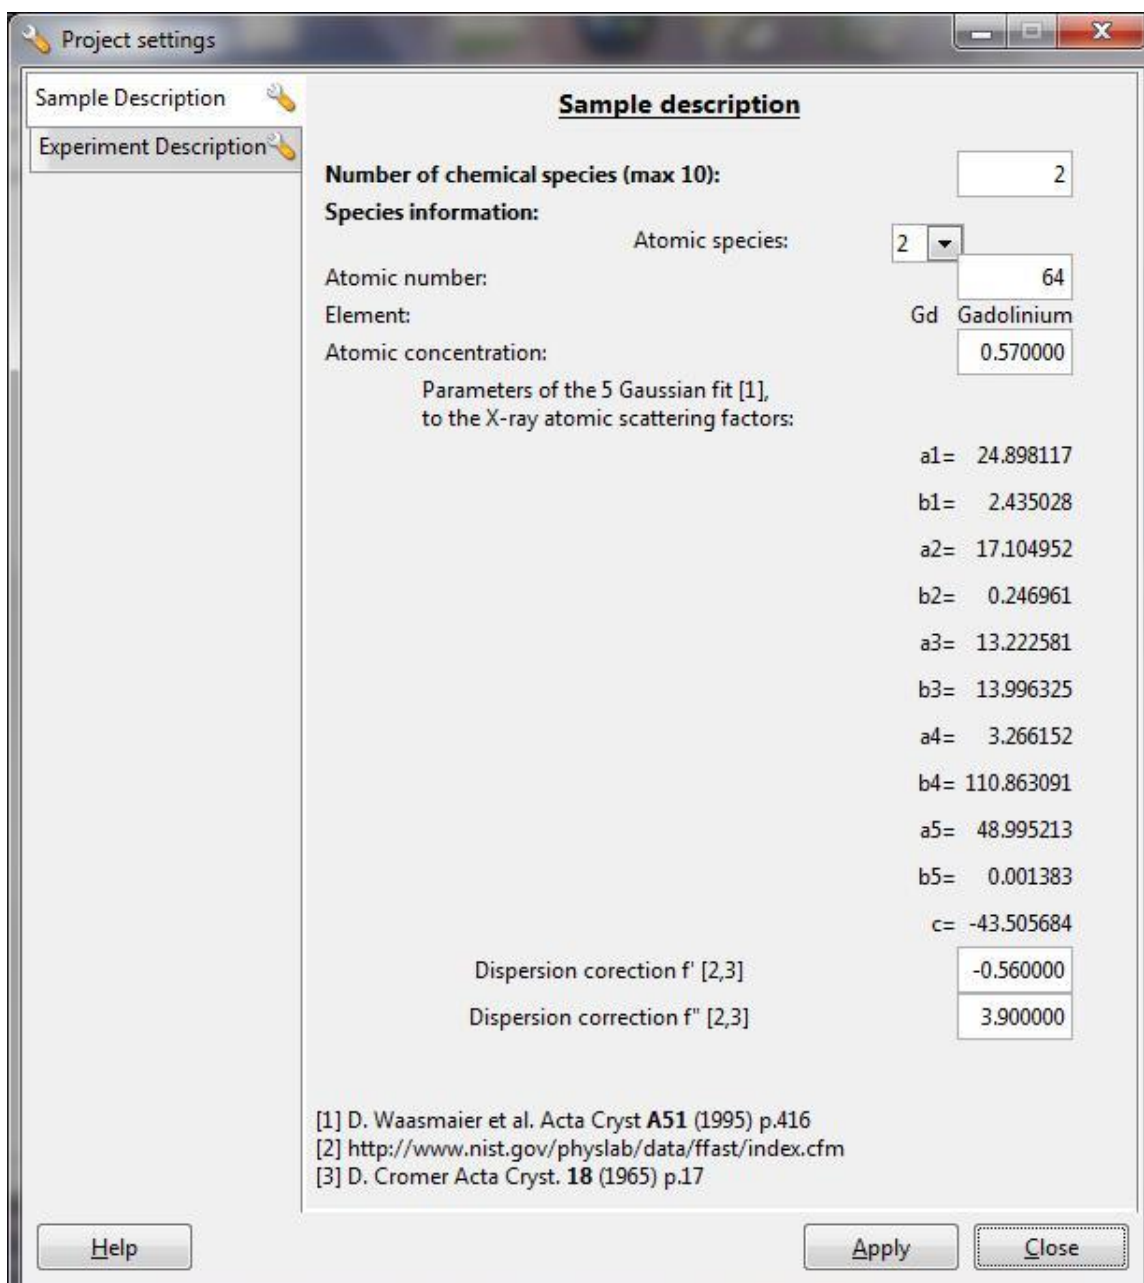 Project settings
Sample Description
Experiment Description
Sample description
Number of chemical species (max 10): 2
Species information:
Atomic species: 2
Atomic number: 64
Element: Gd Gadolinium
Atomic concentration: 0.570000
Parameters of the 5 Gaussian fit [1],
to the X-ray atomic scattering factors:
a1= 24.898117
b1= 2.435028
a2= 17.104952
b2= 0.246961
a3= 13.222581
b3= 13.996325
a4= 3.266152
b4= 110.863091
a5= 48.995213
b5= 0.001383
c= -43.505684
Dispersion corection f' [2,3] -0.560000
Dispersion correction f" [2,3] 3.900000
[1] D. Waasmaier et al. Acta Cryst A51 (1995) p.416
[2] http://www.nist.gov/physlab/data/ffast/index.cfm
[3] D. Cromer Acta Cryst. 18 (1965) p.17
Help Apply Close